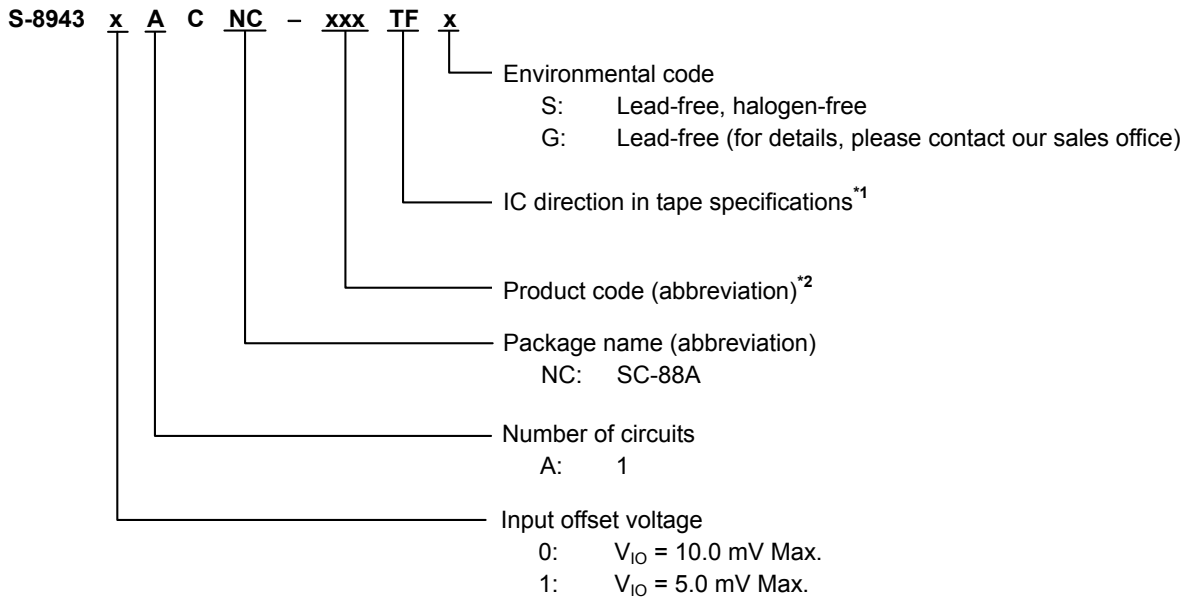 S-8943 x A C NC – xxx TF x
Environmental code
S: Lead-free, halogen-free
G: Lead-free (for details, please contact our sales office)
IC direction in tape specifications*1
Product code (abbreviation)*2
Package name (abbreviation)
NC: SC-88A
Number of circuits
A: 1
Input offset voltage
0: VIO = 10.0 mV Max.
1: VIO = 5.0 mV Max.